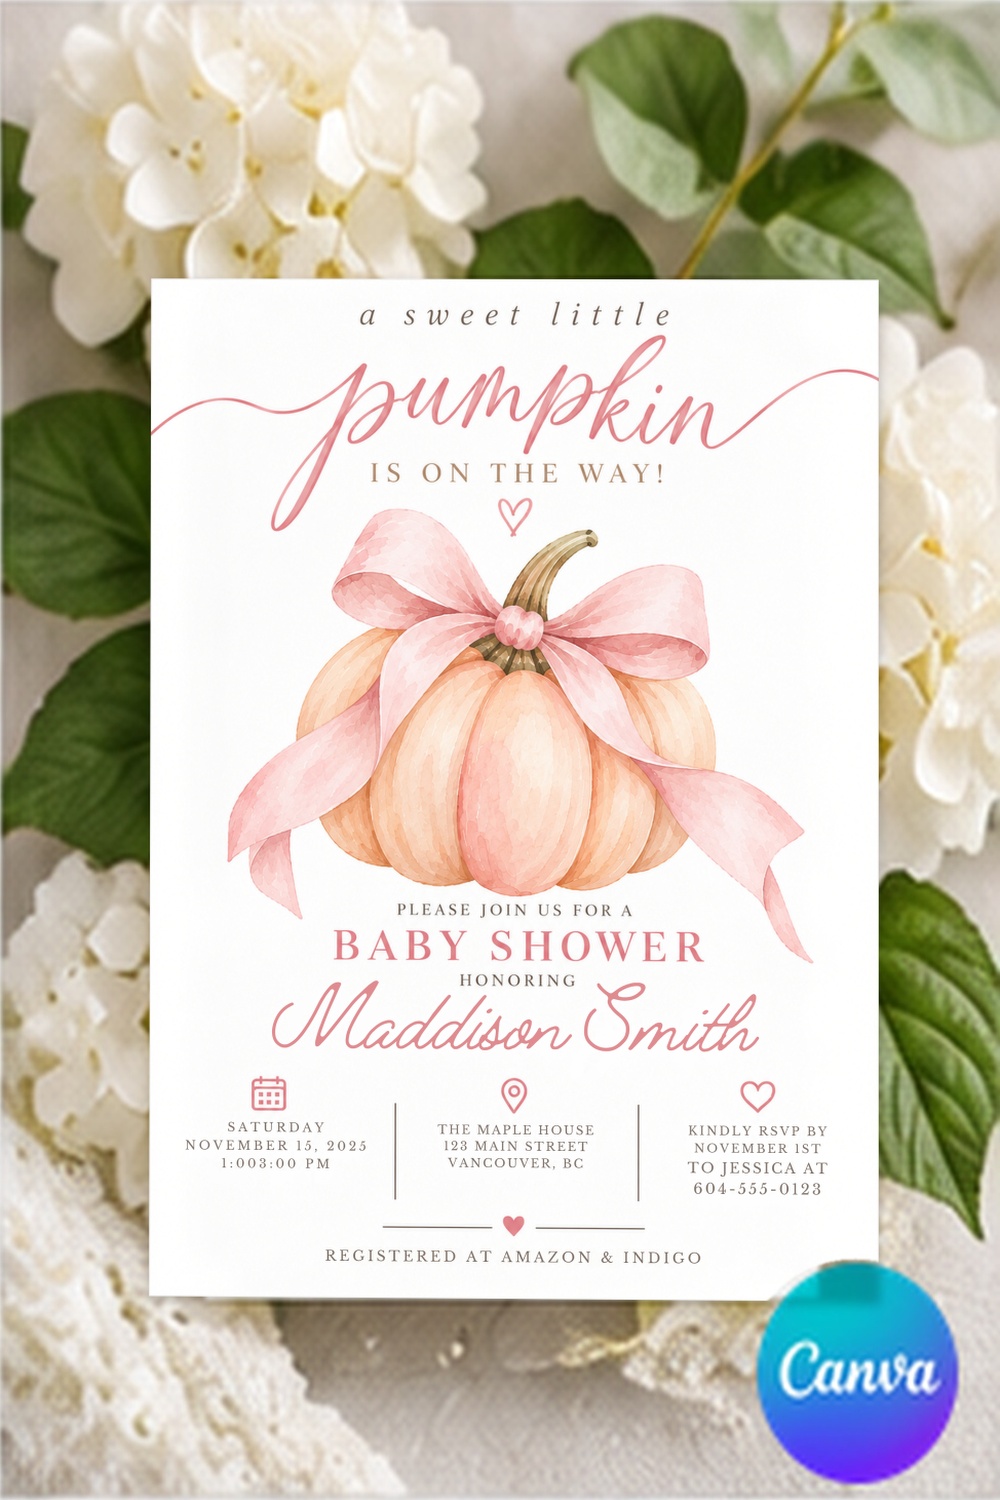 a sweet little
pumpkin
IS ON THE WAY!
PLEASE JOIN US FOR A
BABY SHOWER
HONORING
Maddison Smith
SATURDAY
NOVEMBER 15, 2025
1:003:00 PM
THE MAPLE HOUSE
123 MAIN STREET
VANCOUVER, BC
KINDLY RSVP BY
NOVEMBER 1ST
TO JESSICA AT
604-555-0123
REGISTERED AT AMAZON & INDIGO
Canva